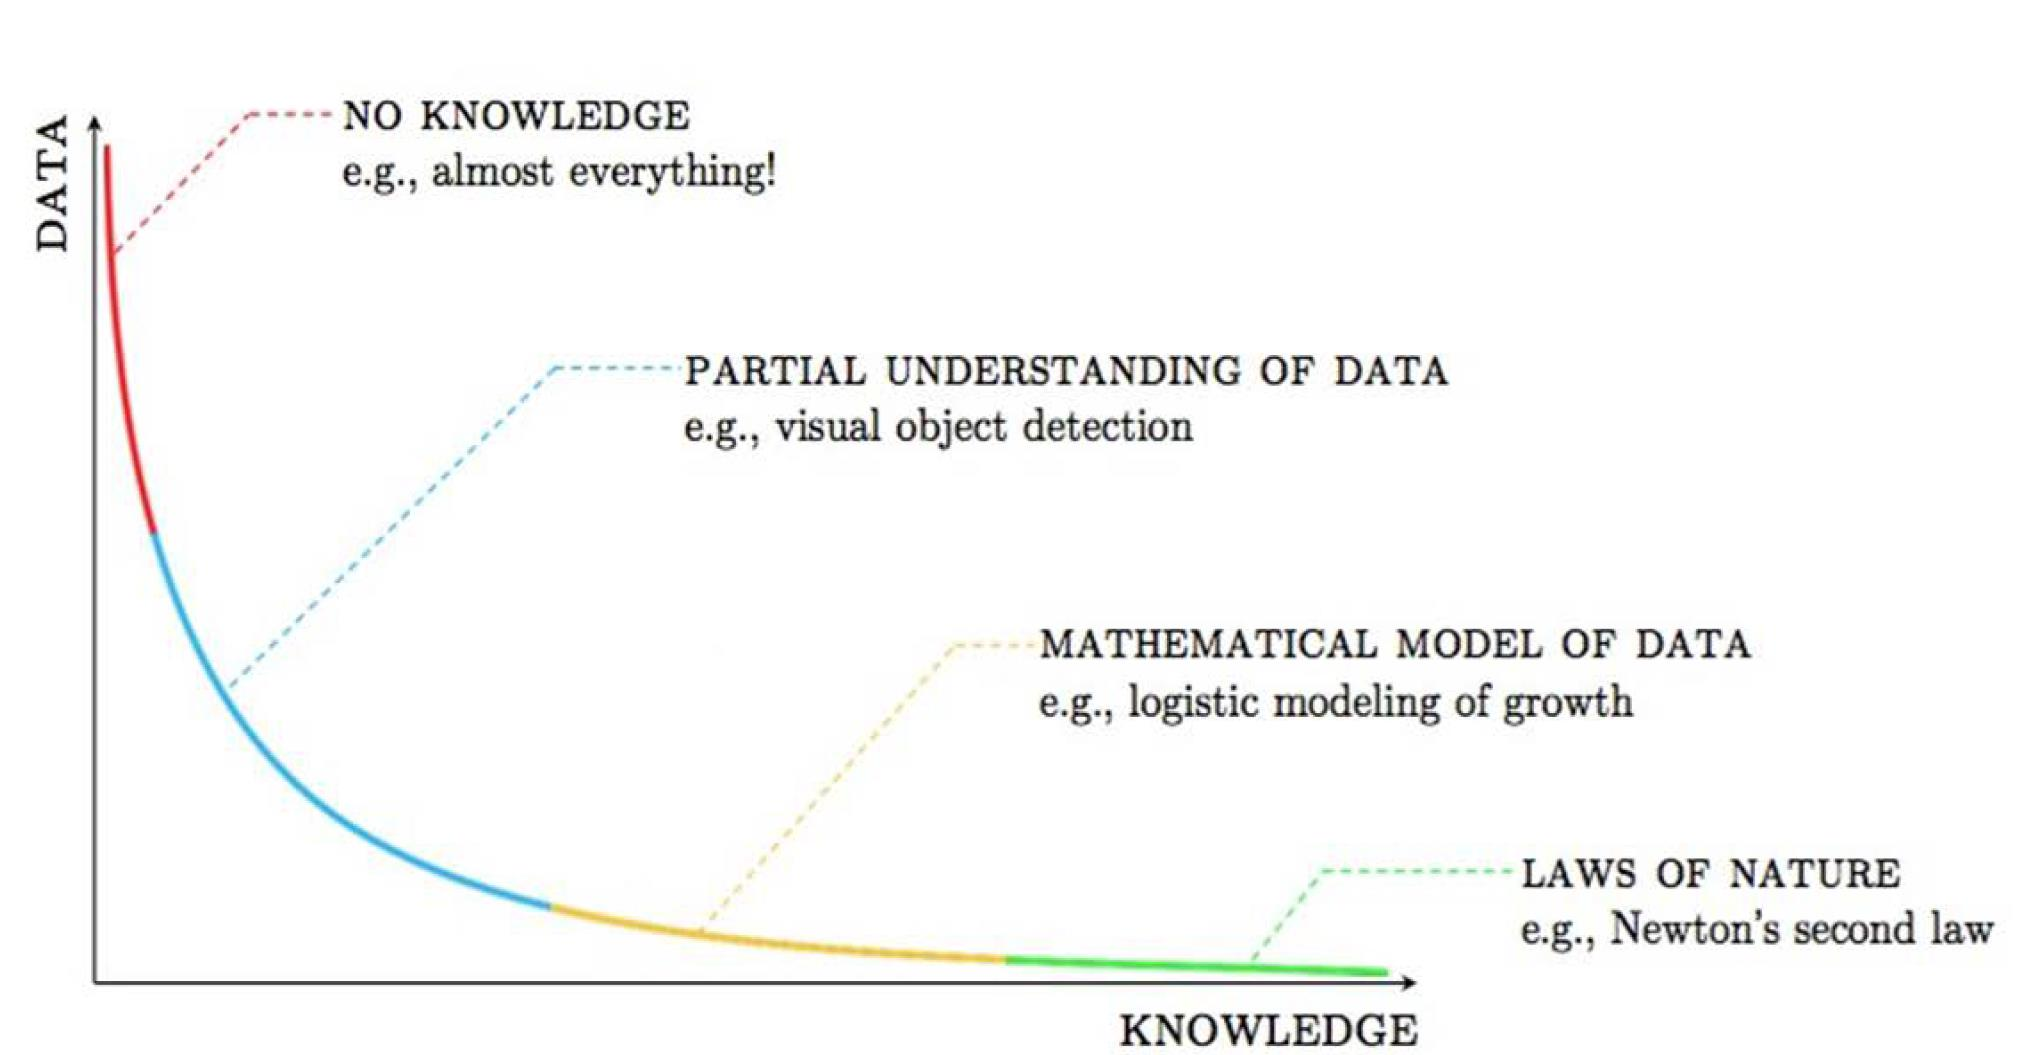 DATA
NO KNOWLEDGE
e.g., almost everything!
PARTIAL UNDERSTANDING OF DATA
e.g., visual object detection
MATHEMATICAL MODEL OF DATA
e.g., logistic modeling of growth
LAWS OF NATURE
e.g., Newton's second law
KNOWLEDGE